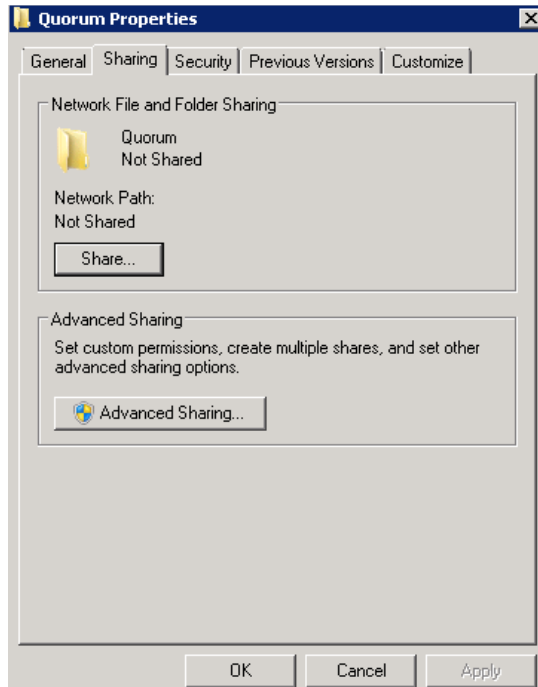 Quorum Properties
General Sharing Security Previous Versions Customize
Network File and Folder Sharing
Quorum
Not Shared
Network Path:
Not Shared
Share...
Advanced Sharing
Set custom permissions, create multiple shares, and set other
advanced sharing options.
Advanced Sharing...
OK Cancel Apply